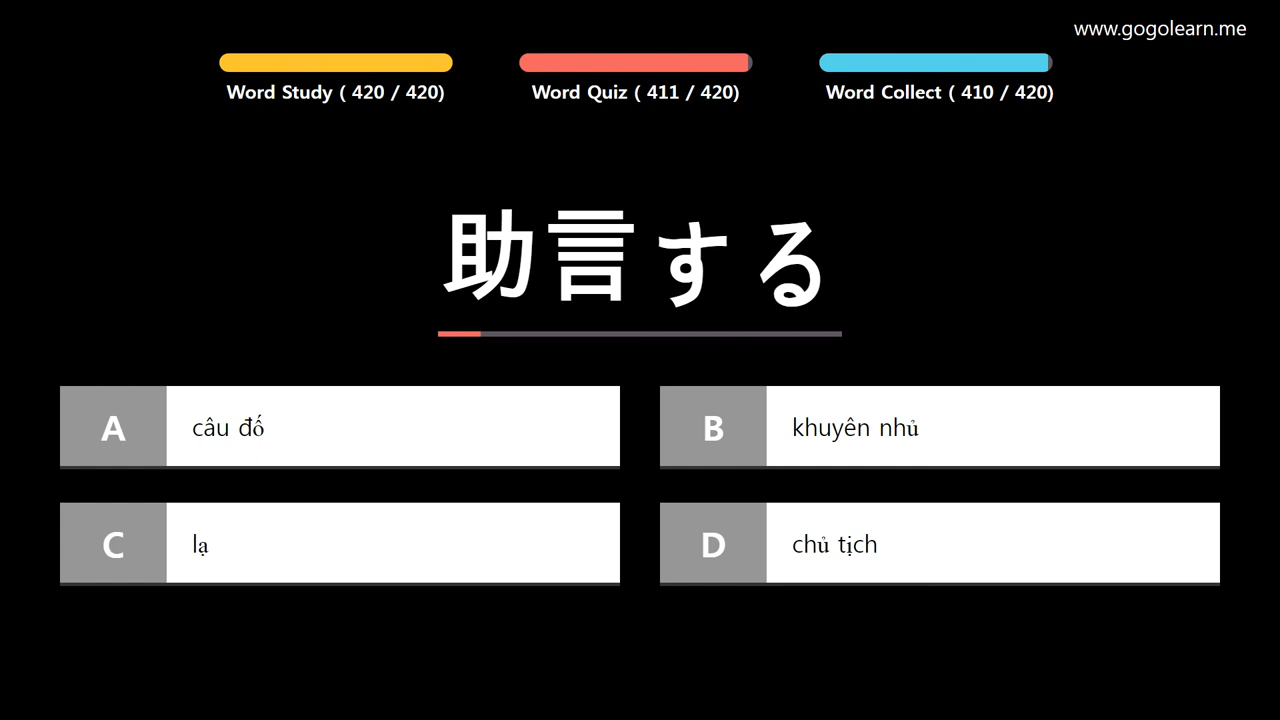 www.gogolearn.me
Word Study ( 420 / 420)
Word Quiz ( 411 / 420)
Word Collect ( 410 / 420)
助言する
A
câu đố
B
khuyên nhủ
C
lạ
D
chủ tịch